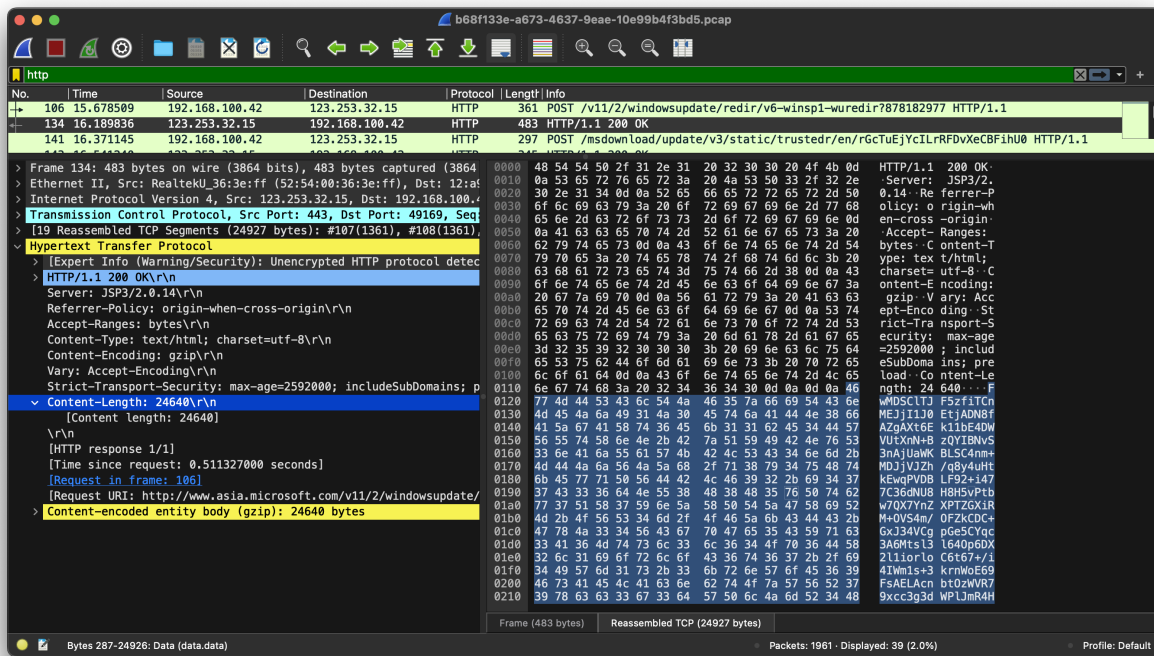 b68f133e-a673-4637-9eae-10e99b4f3bd5.pcap
http
No. Time Source Destination Protocol Length Info
106 15.678509 192.168.100.42 123.253.32.15 HTTP 361 POST /v11/2/windowsupdate/redir/v6-winsp1-wuredir?878182977 HTTP/1.1
134 16.189836 123.253.32.15 192.168.100.42 HTTP 483 HTTP/1.1 200 OK
141 16.371145 192.168.100.42 123.253.32.15 HTTP 297 POST /msdownload/update/v3/static/trustedr/en/rGcTuEjYcILrRFDvXeCBFihU0 HTTP/1.1
Frame 134: 483 bytes on wire (3864 bits), 483 bytes captured (3864
Ethernet II, Src: RealtekU_36:3e:ff (52:54:00:36:3e:ff), Dst: 12:a9
Internet Protocol Version 4, Src: 123.253.32.15, Dst: 192.168.100.4
Transmission Control Protocol, Src Port: 443, Dst Port: 49169, Seq:
[19 Reassembled TCP Segments (24927 bytes): #107(1361), #108(1361),
Hypertext Transfer Protocol
[Expert Info (Warning/Security): Unencrypted HTTP protocol detec
HTTP/1.1 200 OK\r\n
Server: JSP3/2.0.14\r\n
Referrer-Policy: origin-when-cross-origin\r\n
Accept-Ranges: bytes\r\n
Content-Type: text/html; charset=utf-8\r\n
Content-Encoding: gzip\r\n
Vary: Accept-Encoding\r\n
Strict-Transport-Security: max-age=2592000; includeSubDomains; p
Content-Length: 24640\r\n
[Content length: 24640]
\r\n
[HTTP response 1/1]
[Time since request: 0.511327000 seconds]
[Request in frame: 106]
[Request URI: http://www.asia.microsoft.com/v11/2/windowsupdate/
Content-encoded entity body (gzip): 24640 bytes
0000 48 54 54 50 2f 31 2e 31 20 32 30 30 20 4f 4b 0d HTTP/1.1 200 OK·
0010 0a 53 65 72 76 65 72 3a 20 4a 53 50 33 2f 32 2e ·Server: JSP3/2.
0020 30 2e 31 34 0d 0a 52 65 66 65 72 72 65 72 2d 50 0.14··Re ferrer-P
0030 6f 6c 69 63 79 3a 20 6f 72 69 67 69 6e 2d 77 68 olicy: o rigin-wh
0040 65 6e 2d 63 72 6f 73 73 2d 6f 72 69 67 69 6e 0d en-cross -origin·
0050 0a 41 63 63 65 70 74 2d 52 61 6e 67 65 73 3a 20 ·Accept- Ranges:
0060 62 79 74 65 73 0d 0a 43 6f 6e 74 65 6e 74 2d 54 bytes··C ontent-T
0070 79 70 65 3a 20 74 65 78 74 2f 68 74 6d 6c 3b 20 ype: tex t/html;
0080 63 68 61 72 73 65 74 3d 75 74 66 2d 38 0d 0a 43 charset= utf-8··C
0090 6f 6e 74 65 6e 74 2d 45 6e 63 6f 64 69 6e 67 3a ontent-E ncoding:
00a0 20 67 7a 69 70 0d 0a 56 61 72 79 3a 20 41 63 63 gzip··V ary: Acc
00b0 65 70 74 2d 45 6e 63 6f 64 69 6e 67 0d 0a 53 74 ept-Enco ding··St
00c0 72 69 63 74 2d 54 72 61 6e 73 70 6f 72 74 2d 53 rict-Tra nsport-S
00d0 65 63 75 72 69 74 79 3a 20 6d 61 78 2d 61 67 65 ecurity: max-age
00e0 3d 32 35 39 32 30 30 30 3b 20 69 6e 63 6c 75 64 =2592000 ; includ
00f0 65 53 75 62 44 6f 6d 61 69 6e 73 3b 20 70 72 65 eSubDoma ins; pre
0100 6c 6f 61 64 0d 0a 43 6f 6e 74 65 6e 74 2d 4c 65 load··Co ntent-Le
0110 6e 67 74 68 3a 20 32 34 36 34 30 0d 0a 0d 0a 46 ngth: 24 640····F
0120 77 4d 44 53 43 6c 54 4a 46 35 7a 66 69 54 43 6e wMDSClTJ F5zfiTCn
0130 4d 45 4a 6a 49 31 4a 30 45 74 6a 41 44 4e 38 66 MEJjI1J0 EtjADN8f
0140 41 5a 67 41 58 74 36 45 6b 31 31 62 45 34 44 57 AZgAXt6E k11bE4DW
0150 56 55 74 58 6e 4e 2b 42 7a 51 59 49 42 4e 76 53 VUtXnN+B zQYIBNvS
0160 33 6e 41 6a 55 61 57 4b 42 4c 53 43 34 6e 6d 2b 3nAjUaWK BLSC4nm+
0170 4d 44 4a 6a 56 4a 5a 68 2f 71 38 79 34 75 48 74 MDJjVJZh /q8y4uHt
0180 6b 45 77 71 50 56 44 42 4c 46 39 32 2b 69 34 37 kEwqPVDB LF92+i47
0190 37 43 33 36 64 4e 55 38 48 38 48 35 76 50 74 62 7C36dNU8 H8H5vPtb
01a0 77 37 51 58 37 59 6e 5a 58 50 54 5a 47 58 69 52 w7QX7YnZ XPTZGXiR
01b0 4d 2b 4f 56 53 34 6d 2f 4f 46 5a 6b 43 44 43 2b M+OVS4m/ OFZkCDC+
01c0 47 78 4a 33 34 56 43 67 70 47 65 35 43 59 71 63 GxJ34VCg pGe5CYqc
01d0 33 41 36 4d 74 73 6c 33 6c 36 34 4f 70 36 44 58 3A6Mtsl3 l64Op6DX
01e0 32 6c 31 69 6f 72 6c 6f 43 36 74 36 37 2b 2f 69 2l1iorlo C6t67+/i
01f0 34 49 57 6d 31 73 2b 33 6b 72 6e 57 6f 45 36 39 4IWm1s+3 krnWoE69
0200 46 73 41 45 4c 41 63 6e 62 74 4f 7a 57 56 52 37 FsAELAcn btOzWVR7
0210 39 78 63 63 33 67 33 64 57 50 6c 4a 6d 52 34 48 9xcc3g3d WPlJmR4H
Frame (483 bytes) Reassembled TCP (24927 bytes)
Bytes 287-24926: Data (data.data) Packets: 1961 · Displayed: 39 (2.0%) Profile: Default